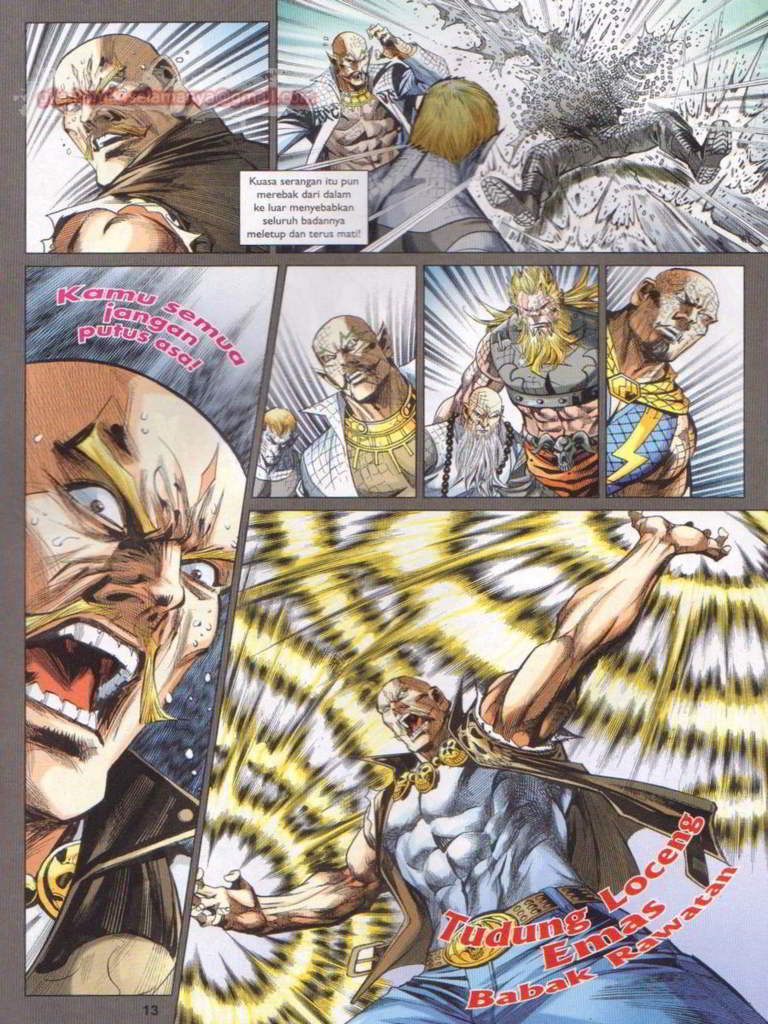 Kuasa serangan itu pun
merebak dari dalam
ke luar menyebabkan
seluruh badannya
meletup dan terus mati!
Kamu semua
jangan
putus asa!
Tudung Loceng
Emas
Babak Rawatan
13